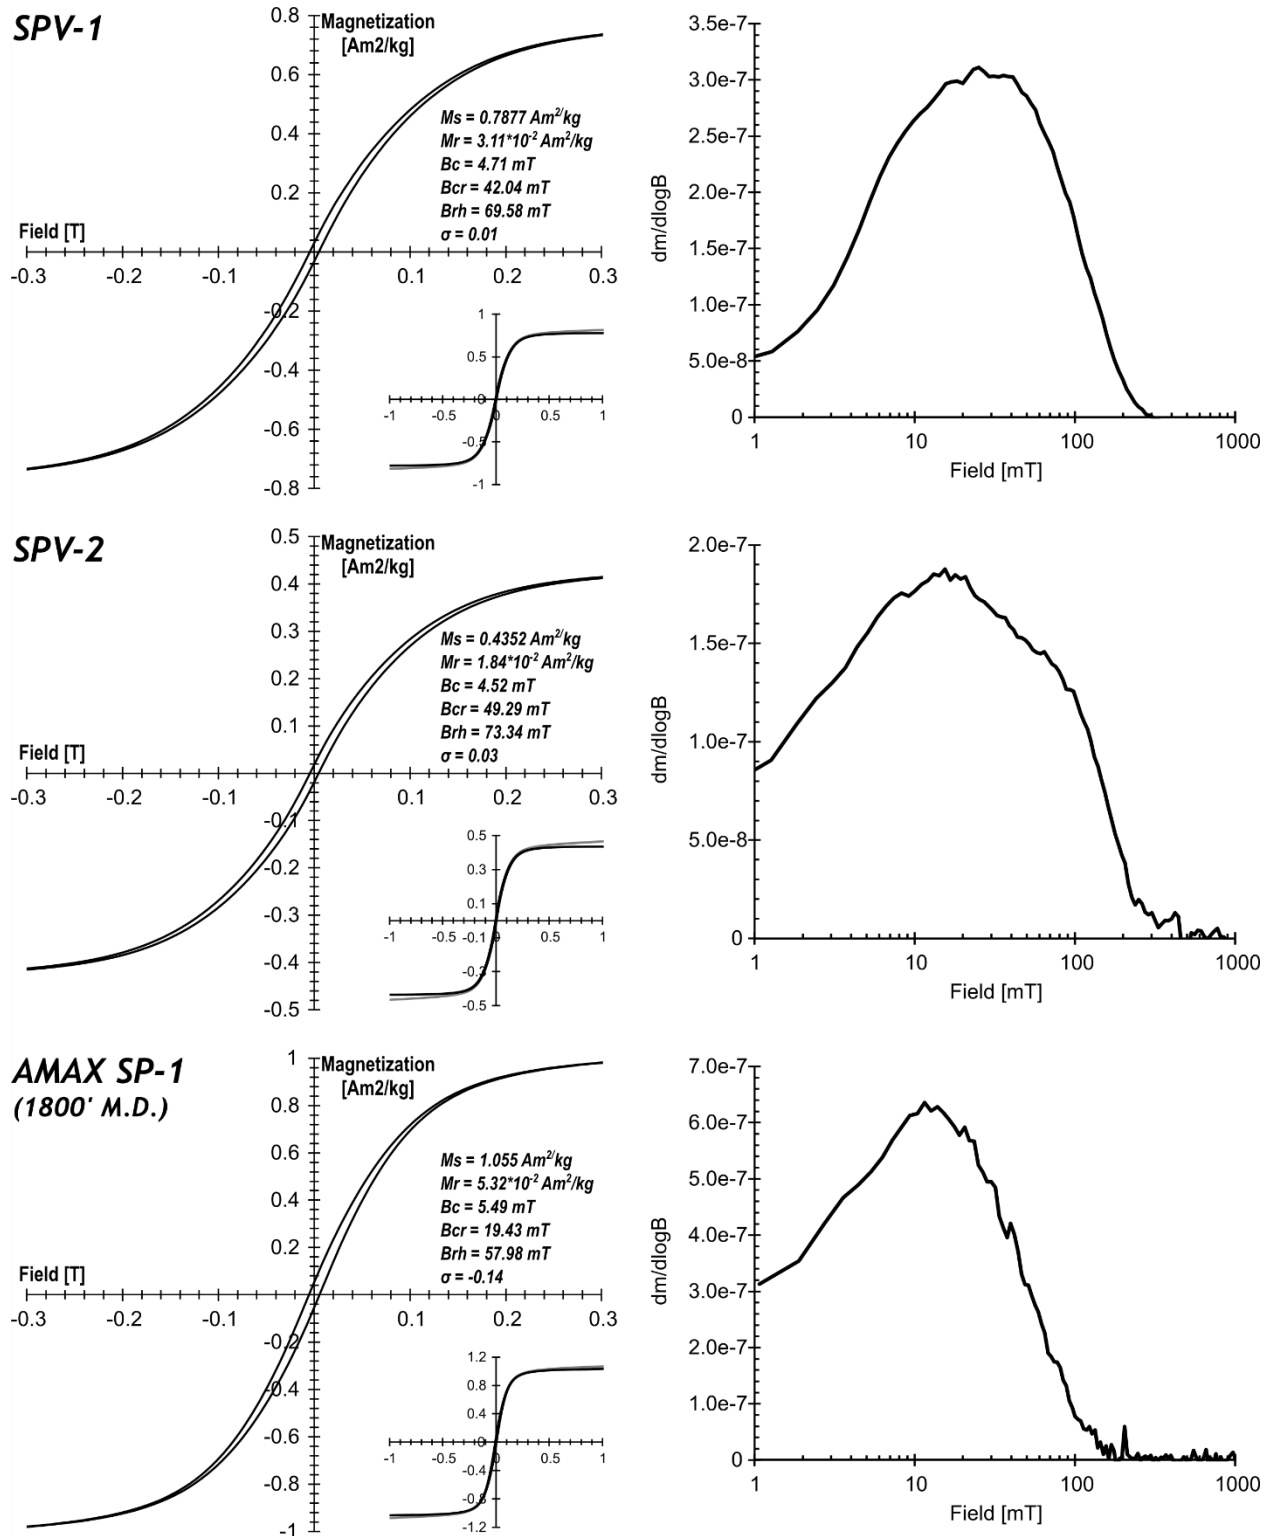 SPV-1
Magnetization
[Am2/kg]
0.8
0.6
0.4
0.2
Ms = 0.7877 Am²/kg
Mr = 3.11*10⁻² Am²/kg
Bc = 4.71 mT
Bcr = 42.04 mT
Brh = 69.58 mT
σ = 0.01
Field [T]
-0.3 -0.2 -0.1 0.1 0.2 0.3
-0.2
-0.4
-0.6
-0.8
1
0.5
0
-1 -0.5 0 0.5 1
-0.5
-1
3.5e-7
3.0e-7
2.5e-7
2.0e-7
1.5e-7
1.0e-7
5.0e-8
0
dm/dlogB
1 10 100 1000
Field [mT]
SPV-2
Magnetization
[Am2/kg]
0.5
0.4
0.3
0.2
0.1
Ms = 0.4352 Am²/kg
Mr = 1.84*10⁻² Am²/kg
Bc = 4.52 mT
Bcr = 49.29 mT
Brh = 73.34 mT
σ = 0.03
Field [T]
-0.3 -0.2 -0.1 0.1 0.2 0.3
-0.1
-0.3
-0.4
-0.5
0.5
0.3
0.1
-1 -0.5 0 0.5 1
-0.1
-0.3
-0.5
2.0e-7
1.5e-7
1.0e-7
5.0e-8
0
dm/dlogB
1 10 100 1000
Field [mT]
AMAX SP-1
(1800' M.D.)
Magnetization
[Am2/kg]
1
0.8
0.6
0.4
0.2
Ms = 1.055 Am²/kg
Mr = 5.32*10⁻² Am²/kg
Bc = 5.49 mT
Bcr = 19.43 mT
Brh = 57.98 mT
σ = -0.14
Field [T]
-0.3 -0.2 -0.1 0.1 0.2 0.3
-0.2
-0.4
-0.6
-0.8
-1
1.2
0.8
0.4
0
-1 -0.5 0 0.5 1
-0.4
-0.8
-1.2
7.0e-7
6.0e-7
5.0e-7
4.0e-7
3.0e-7
2.0e-7
1.0e-7
0
dm/dlogB
1 10 100 1000
Field [mT]